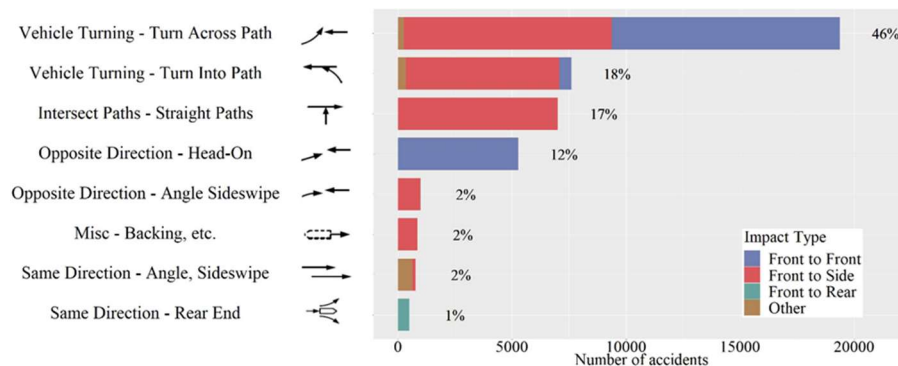 Vehicle Turning - Turn Across Path
46%
Vehicle Turning - Turn Into Path
18%
Intersect Paths - Straight Paths
17%
Opposite Direction - Head-On
12%
Opposite Direction - Angle Sideswipe
2%
Misc - Backing, etc.
2%
Same Direction - Angle, Sideswipe
2%
Same Direction - Rear End
1%
Impact Type
Front to Front
Front to Side
Front to Rear
Other
0 5000 10000 15000 20000
Number of accidents